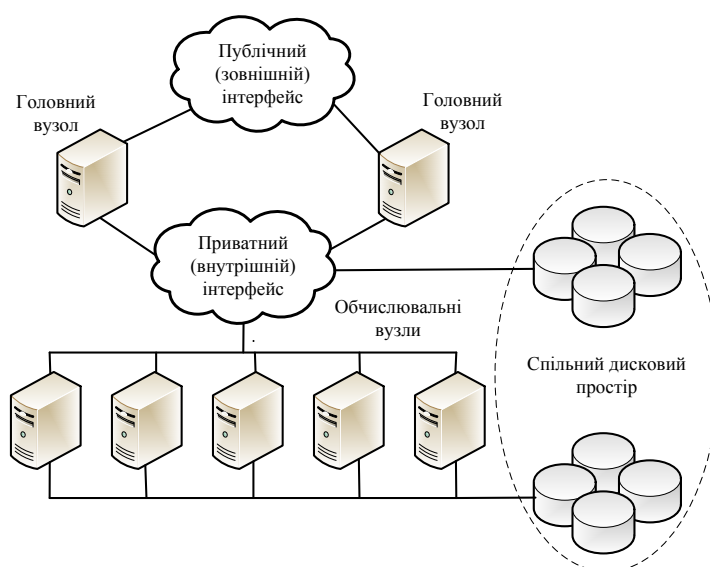 Публічний
(зовнішній)
інтерфейс
Головний
вузол
Головний
вузол
Приватний
(внутрішній)
інтерфейс
Обчислювальні
вузли
.
Спільний дисковий
простір